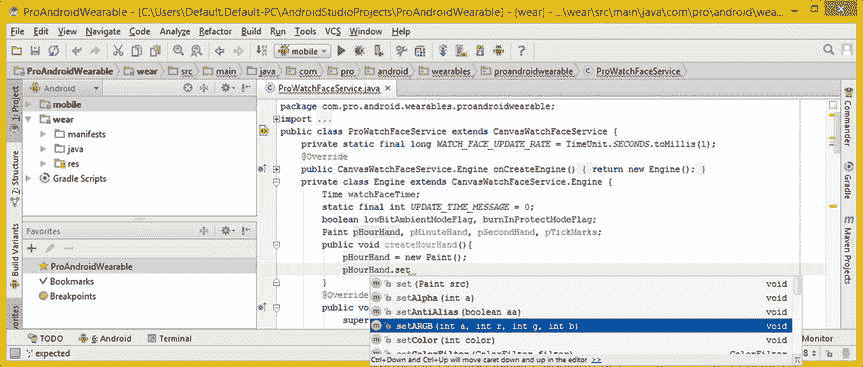 ProAndroidWearable - [C:\Users\Default.Default-PC\AndroidStudioProjects\ProAndroidWearable] - [wear] - ...\wear\src\main\java\com\pro\android\wea...
File Edit View Navigate Code Analyze Refactor Build Run Tools VCS Window Help
mobile
ProAndroidWearable wear src main java com pro android wearables proandroidwearable ProWatchFaceService
Android
ProWatchFaceService.java
1: Project
7: Structure
Build Variants
Favorites
mobile
wear
manifests
java
res
Gradle Scripts
Favorites
ProAndroidWearable
Bookmarks
Breakpoints
package com.pro.android.wearables.proandroidwearable;
import ...
public class ProWatchFaceService extends CanvasWatchFaceService {
private static final long WATCH_FACE_UPDATE_RATE = TimeUnit.SECONDS.toMillis(1);
@Override
public CanvasWatchFaceService.Engine onCreateEngine() { return new Engine(); }
private class Engine extends CanvasWatchFaceService.Engine {
Time watchFaceTime;
static final int UPDATE_TIME_MESSAGE = 0;
boolean lowBitAmbientModeFlag, burnInProtectModeFlag;
Paint pHourHand, pMinuteHand, pSecondHand, pTickMarks;
public void createHourHand(){
pHourHand = new Paint();
pHourHand.set
}
@Override
public vo
super
set(Paint src) void
setAlpha(int a) void
setAntiAlias(boolean aa) void
setARGB(int a, int r, int g, int b) void
setColor(int color) void
setColorFilter(ColorFilter filter) ColorFilter
Ctrl+Down and Ctrl+Up will move caret down and up in the editor >>
Commander
Gradle
Maven Projects
TODO 6: Android Terminal
Monitor
';' expected
8